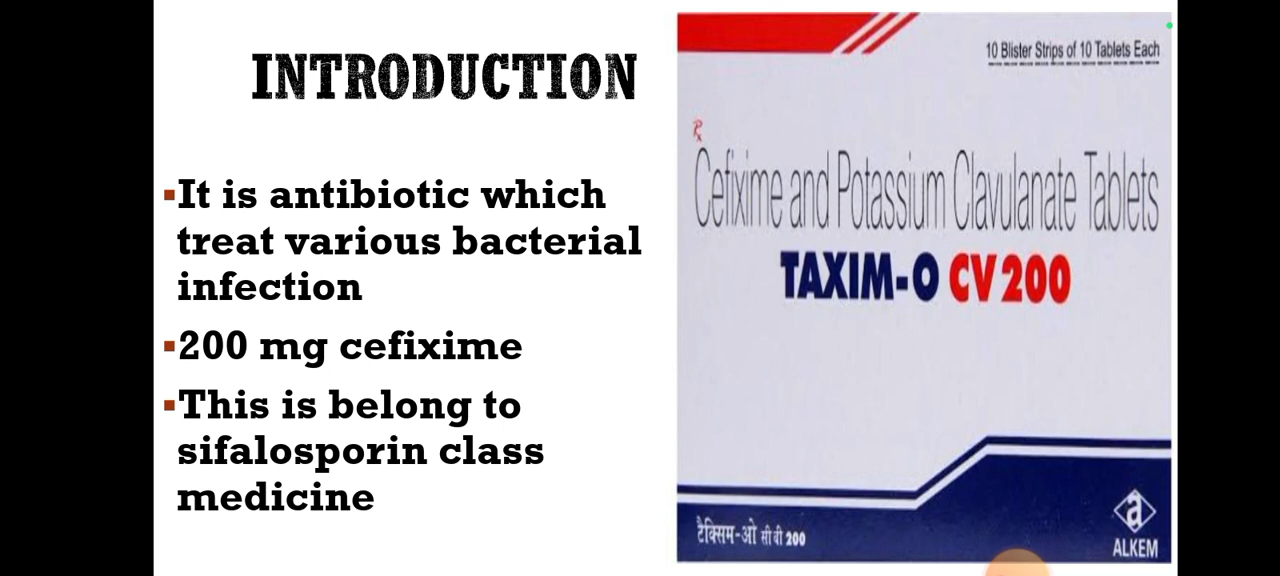 INTRODUCTION
▪It is antibiotic which
treat various bacterial
infection
▪200 mg cefixime
▪This is belong to
sifalosporin class
medicine
10 Blister Strips of 10 Tablets Each
Rx
Cefixime and Potassium Clavulanate Tablets
TAXIM-O CV 200
टैक्सिम-ओ सी वी 200
a
ALKEM